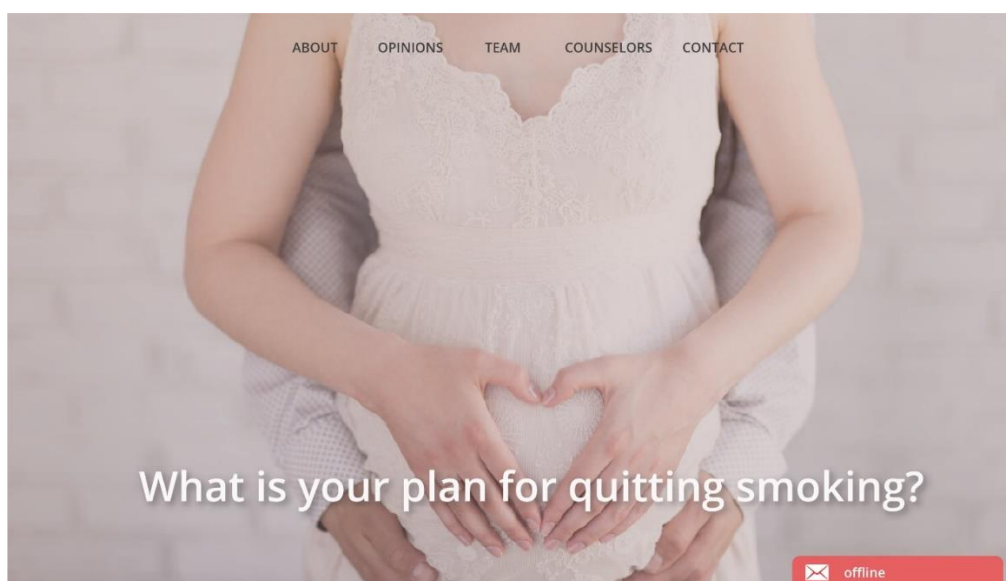 ABOUT OPINIONS TEAM COUNSELORS CONTACT
What is your plan for quitting smoking?
offline